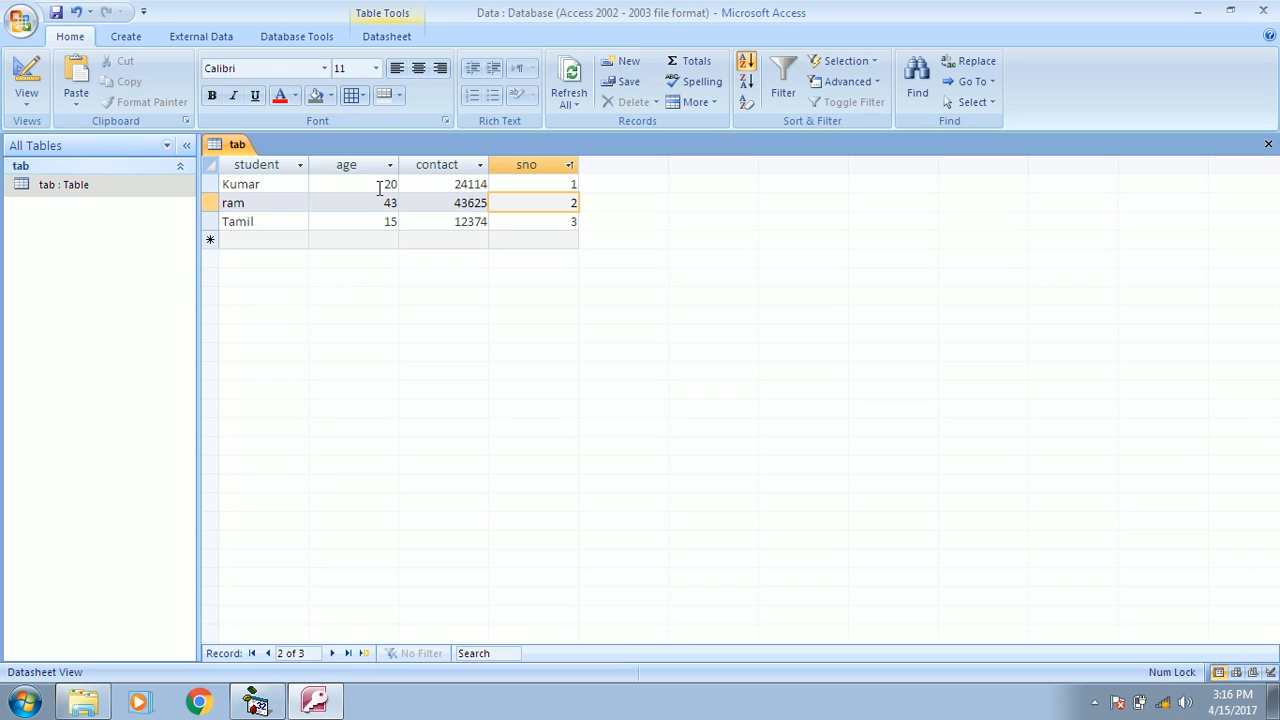 Table Tools
Data : Database (Access 2002 - 2003 file format) - Microsoft Access
Home Create External Data Database Tools Datasheet
View
Views
Paste
Cut
Copy
Format Painter
Clipboard
Calibri 11
B I U A
Font
Rich Text
Refresh All
New
Save
Delete
Totals
Spelling
More
Records
Filter
Selection
Advanced
Toggle Filter
Sort & Filter
Find
Replace
Go To
Select
Find
All Tables
tab
tab : Table
tab
student age contact sno
Kumar 20 24114 1
ram 43 43625 2
Tamil 15 12374 3
Record: 2 of 3 No Filter Search
Datasheet View Num Lock
32
3:16 PM
4/15/2017